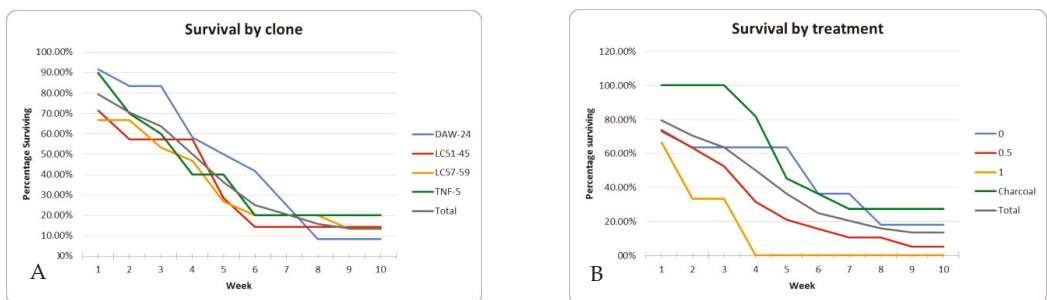 Survival by clone
100.00%
90.00%
80.00%
70.00%
60.00%
50.00%
40.00%
30.00%
20.00%
10.00%
00%
Percentage Surviving
1 2 3 4 5 6 7 8 9 10
Week
DAW-24
LC51-45
LC57-59
TNF-5
Total
A
Survival by treatment
120.00%
100.00%
80.00%
60.00%
40.00%
20.00%
00%
Percentage surviving
1 2 3 4 5 6 7 8 9 10
Week
0
0.5
1
Charcoal
Total
B